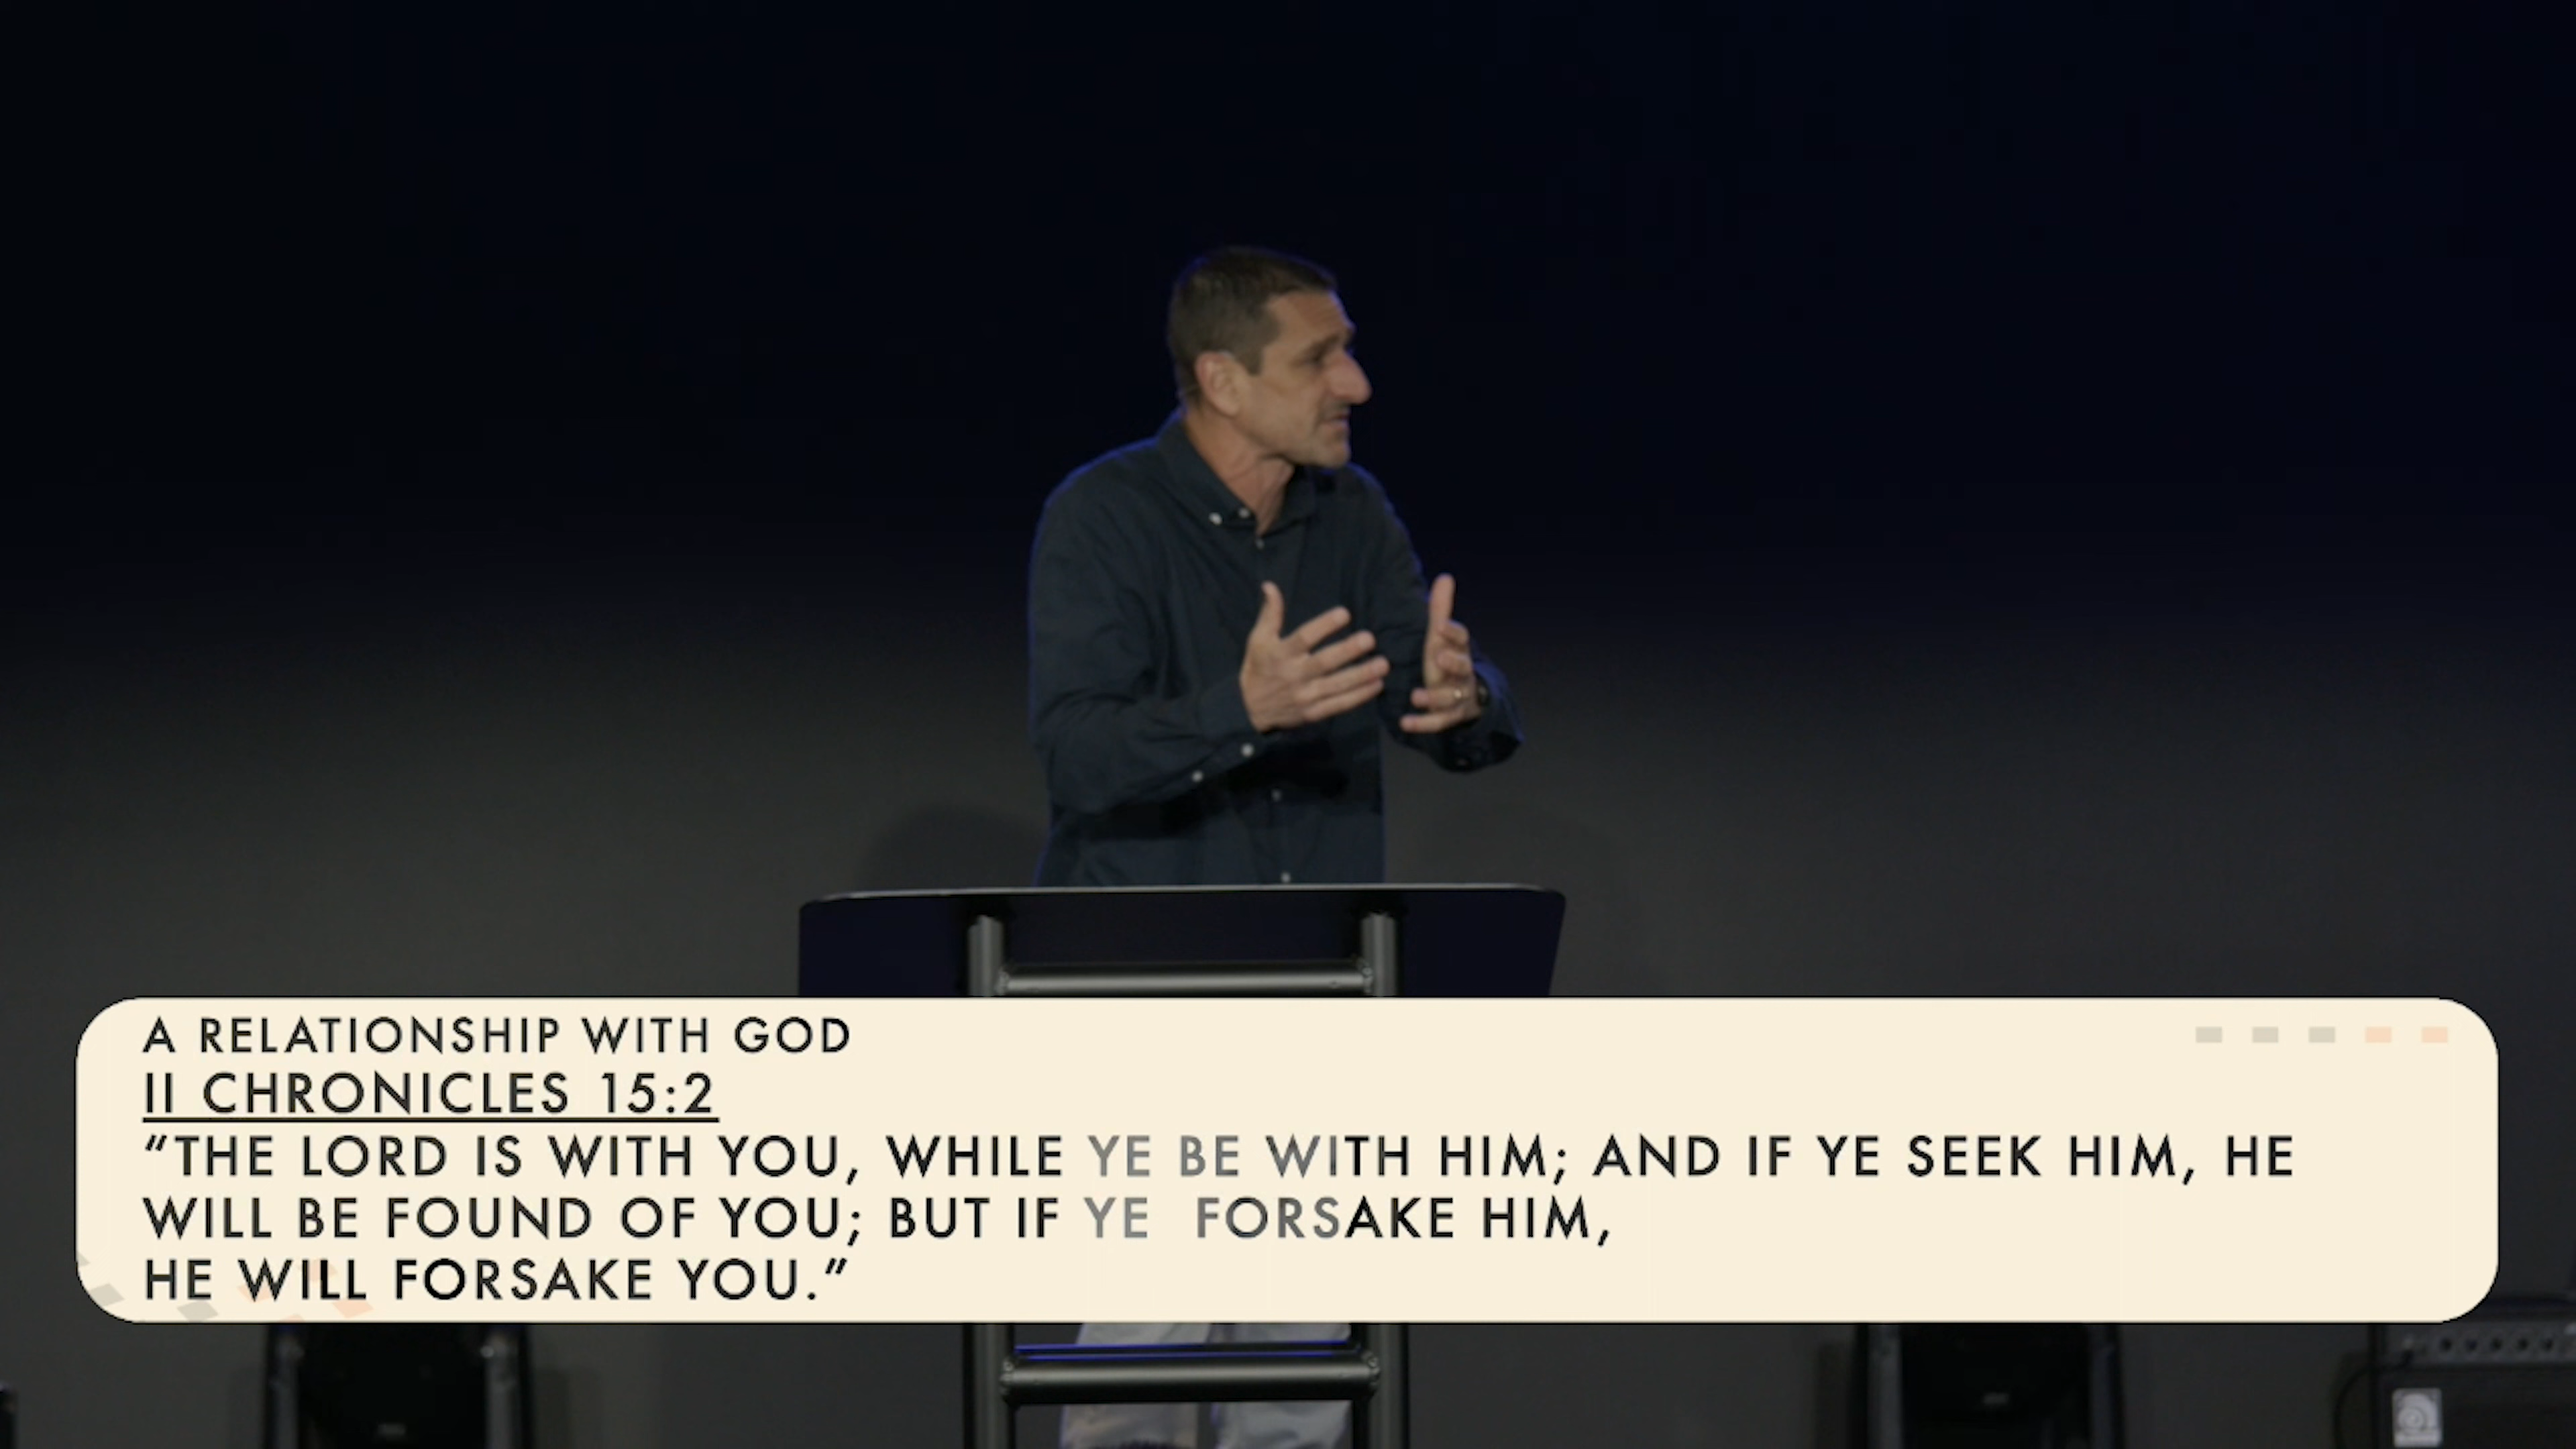 A RELATIONSHIP WITH GOD
II CHRONICLES 15:2
“THE LORD IS WITH YOU, WHILE YE BE WITH HIM; AND IF YE SEEK HIM, HE
WILL BE FOUND OF YOU; BUT IF YE  FORSAKE HIM,
HE WILL FORSAKE YOU.”